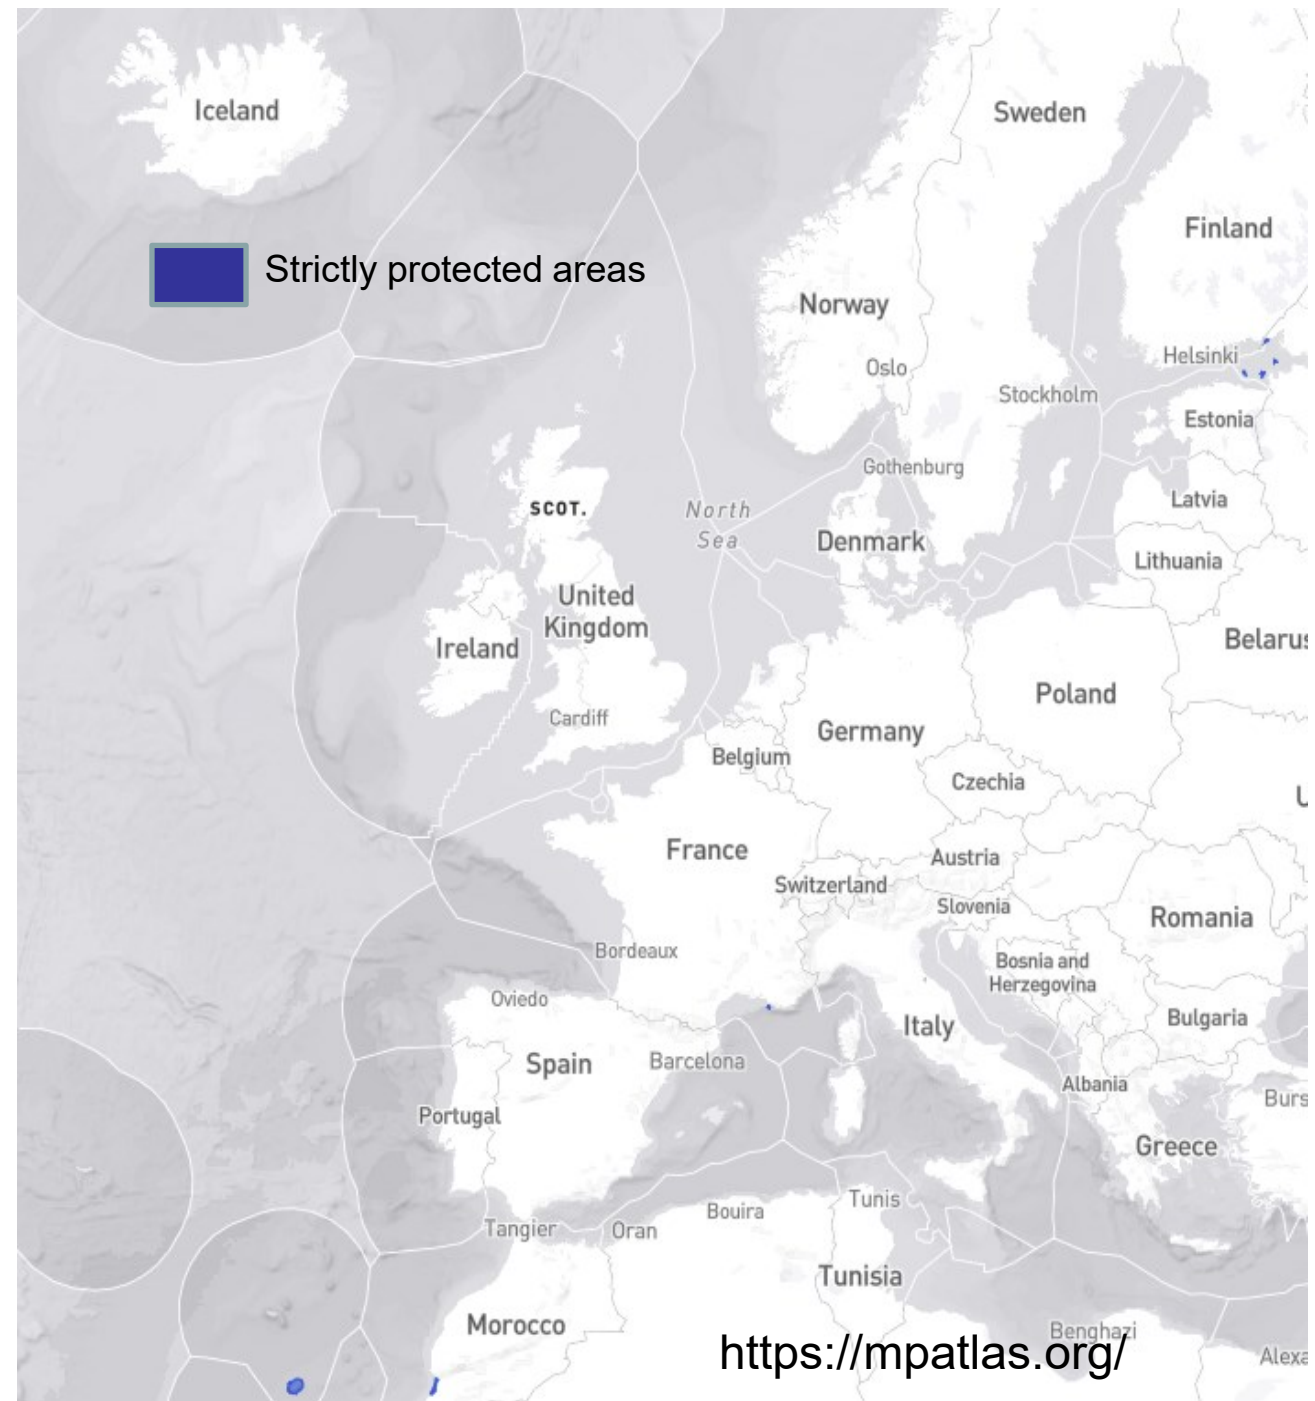 Iceland
Sweden
Finland
Strictly protected areas
Norway
Helsinki
Oslo
Stockholm
Estonia
Gothenburg
Latvia
SCOT.
North
Sea
Denmark
Lithuania
United
Kingdom
Belarus
Ireland
Poland
Cardiff
Germany
Belgium
Czechia
U
France
Austria
Switzerland
Slovenia
Romania
Bordeaux
Bosnia and
Herzegovina
Oviedo
Bulgaria
Italy
Spain
Barcelona
Albania
Burs
Portugal
Greece
Tunis
Bouira
Tangier
Oran
Tunisia
Morocco
Benghazi
https://mpatlas.org/
Alexa